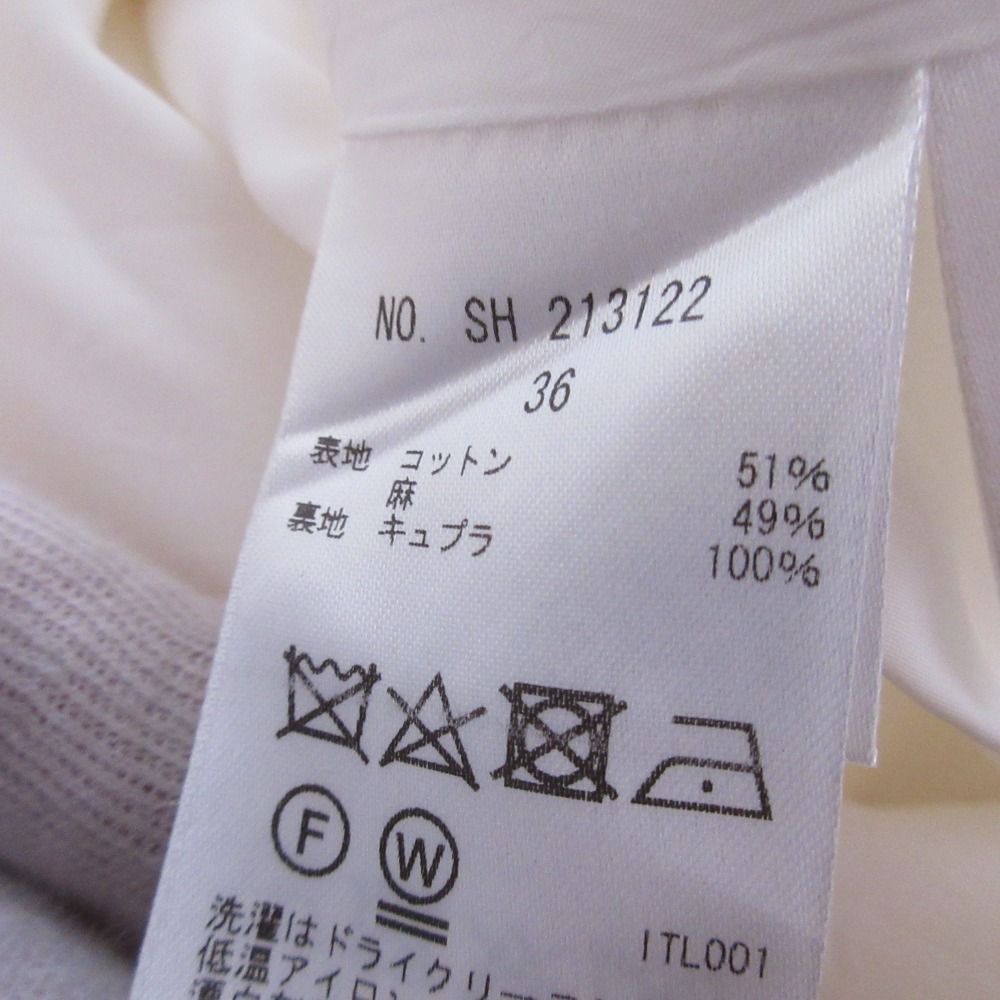 NO. SH 213122
36
表地 コットン 51%
麻 49%
裏地 キュプラ 100%
F
W
ITL001
洗濯はドライクリー
低温アイロン